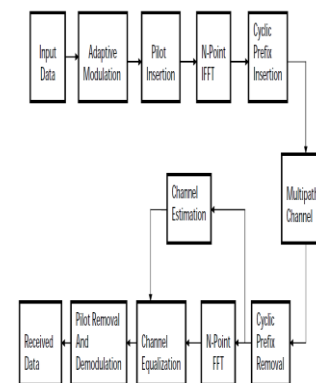 Input
Data
Adaptive
Modulation
Pilot
Insertion
N-Point
IFFT
Cyclic
Prefix
Insertion
Multipath
Channel
Channel
Estimation
Received
Data
Pilot Removal
And
Demodulation
Channel
Equalization
N-Point
FFT
Cyclic
Prefix
Removal